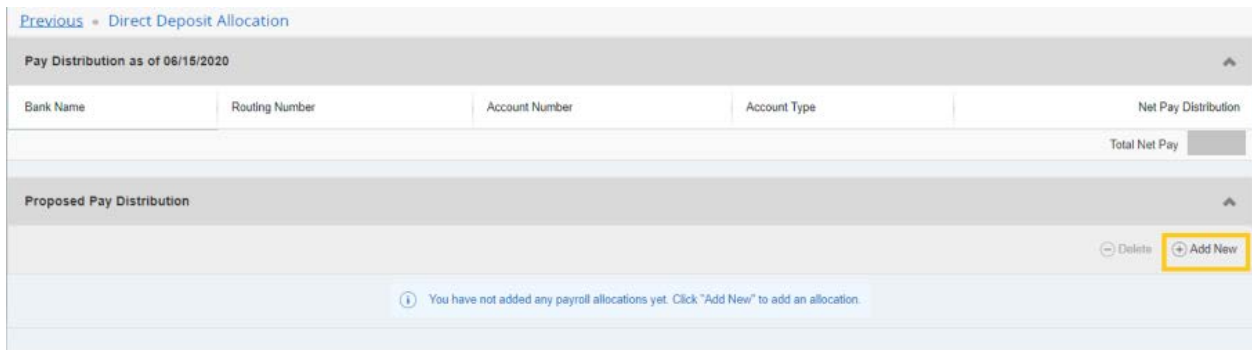 Previous • Direct Deposit Allocation
Pay Distribution as of 06/15/2020
Bank Name Routing Number Account Number Account Type Net Pay Distribution
Total Net Pay
Proposed Pay Distribution
Delete Add New
You have not added any payroll allocations yet. Click "Add New" to add an allocation.